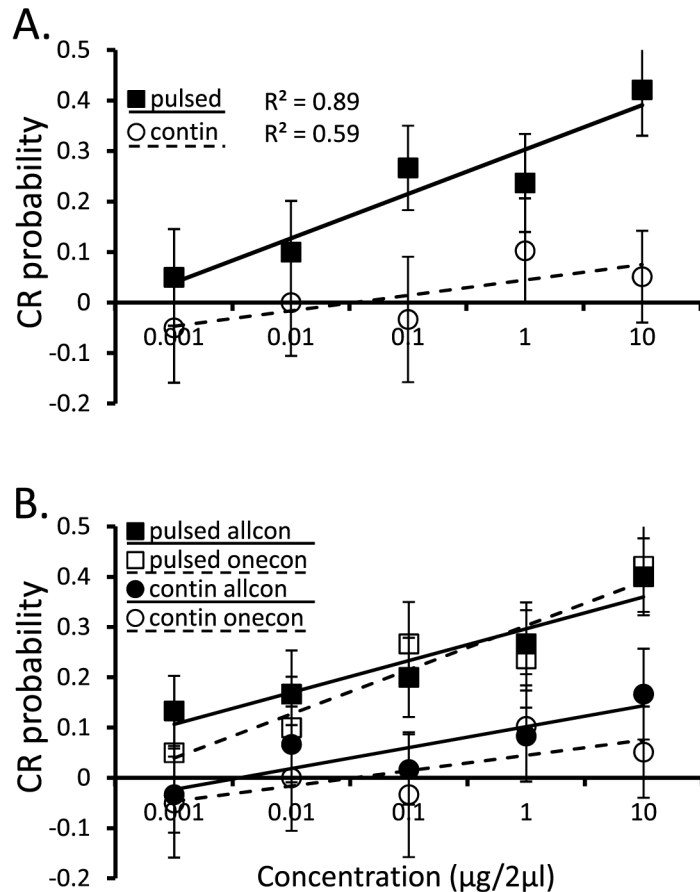 A.
0.5
0.4
0.3
0.2
0.1
0
-0.1
-0.2
CR probability
pulsed R² = 0.89
contin R² = 0.59
0.001 0.01 0.1 1 10
B.
0.5
0.4
0.3
0.2
0.1
0
-0.1
-0.2
CR probability
pulsed allcon
pulsed onecon
contin allcon
contin onecon
0.001 0.01 0.1 1 10
Concentration (µg/2µl)